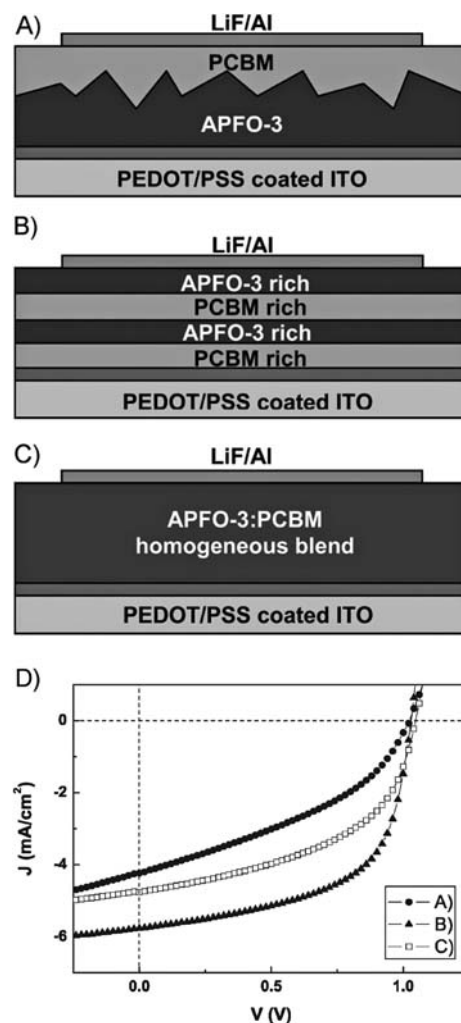 A)
LiF/Al
PCBM
APFO-3
PEDOT/PSS coated ITO
B)
LiF/Al
APFO-3 rich
PCBM rich
APFO-3 rich
PCBM rich
PEDOT/PSS coated ITO
C)
LiF/Al
APFO-3:PCBM
homogeneous blend
PEDOT/PSS coated ITO
D)
0
-2
-4
-6
J (mA/cm²)
A)
B)
C)
0.0
0.5
1.0
V (V)